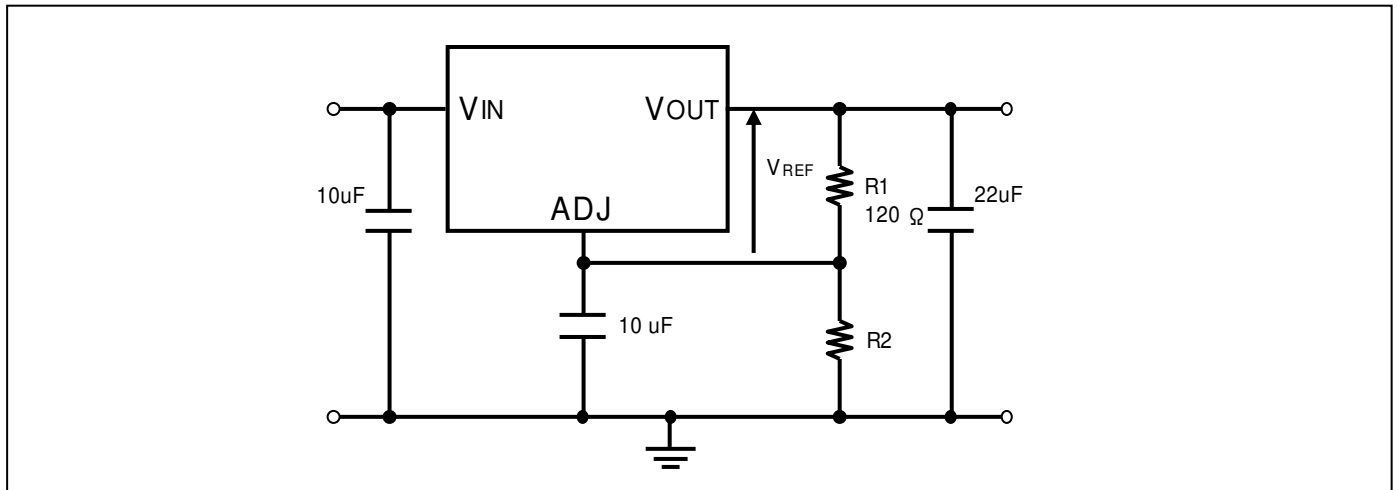 VIN
VOUT
VREF
10uF
R1
120 Ω
22uF
ADJ
10 uF
R2